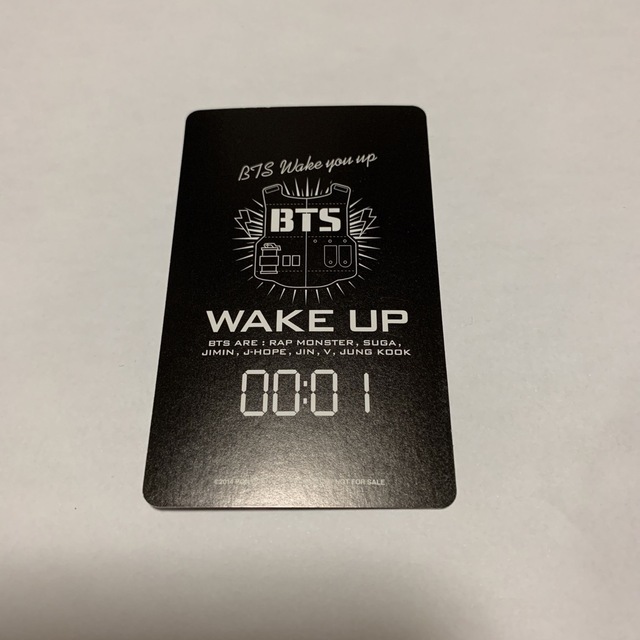 BTS Wake you up
BTS
WAKE UP
BTS ARE : RAP MONSTER, SUGA,
JIMIN, J-HOPE, JIN, V, JUNG KOOK
00:01
©2014 NOT FOR SALE